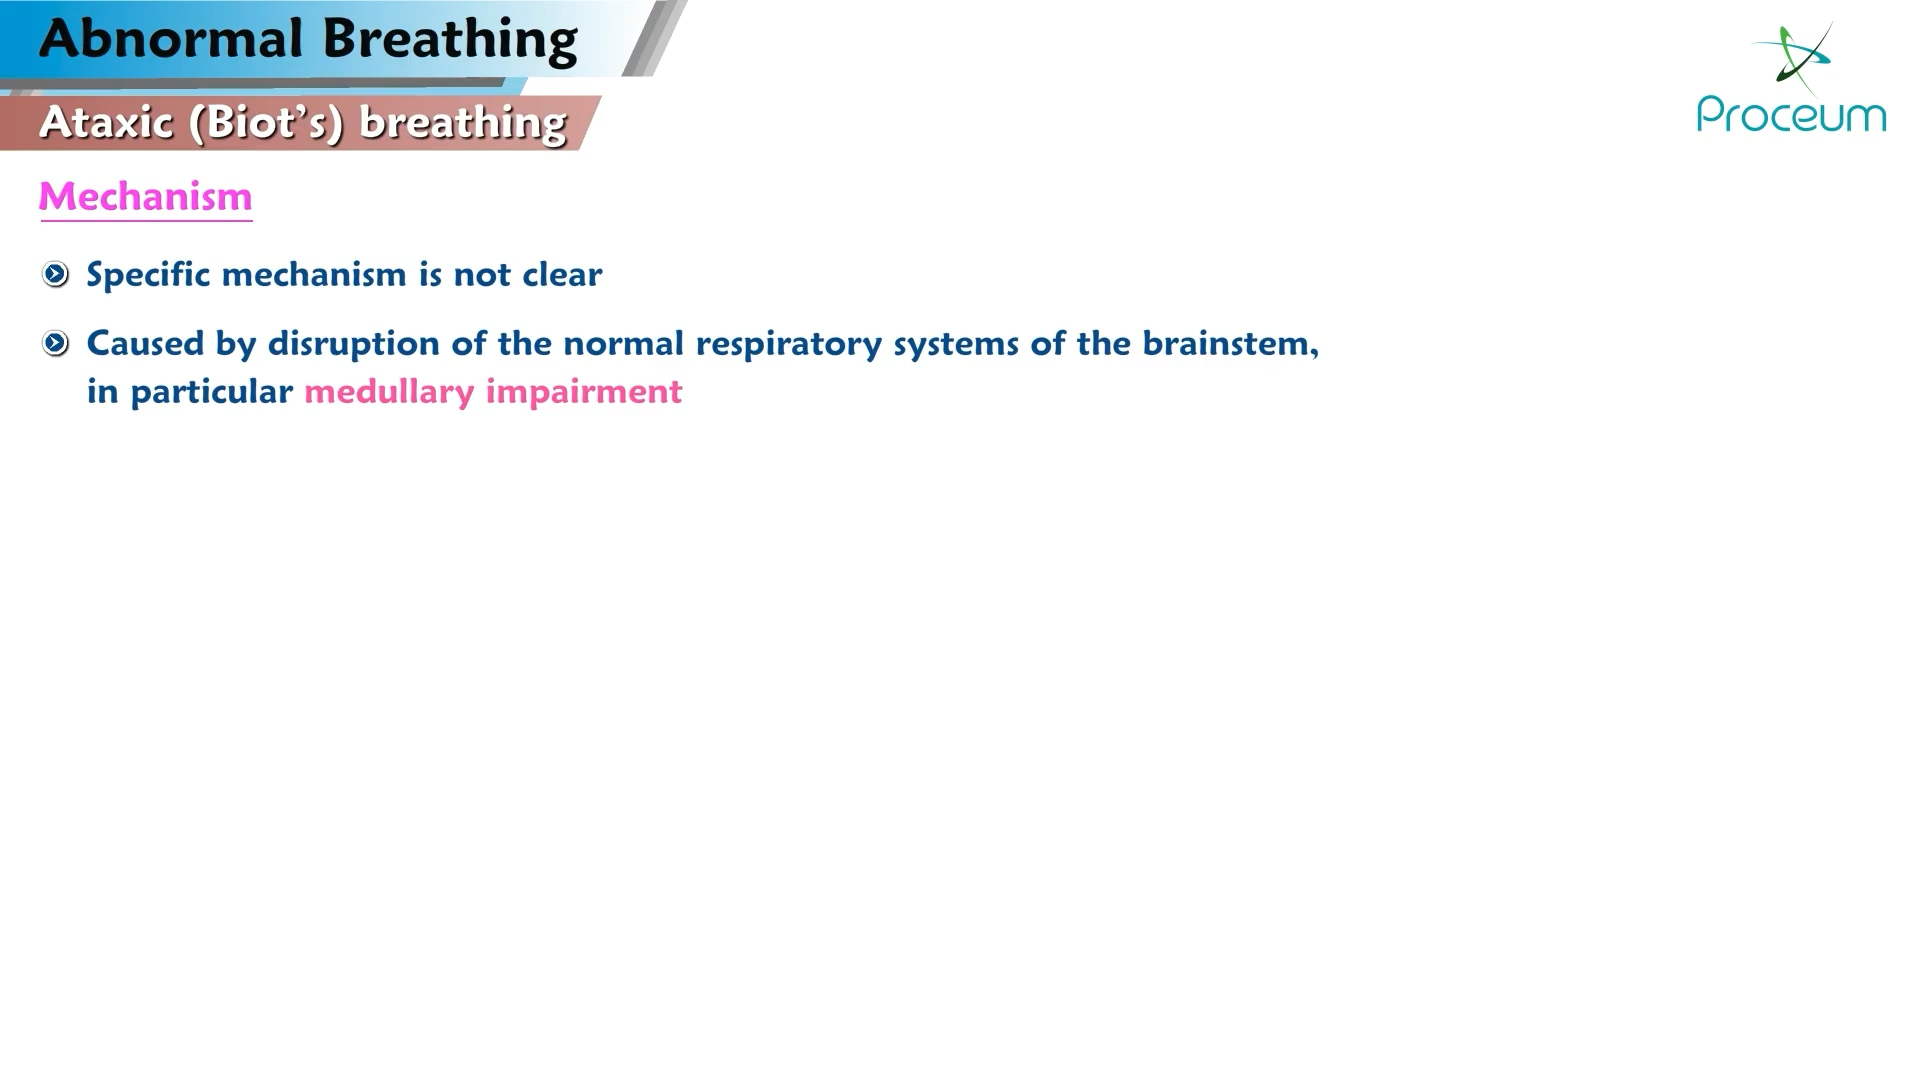 Abnormal Breathing
Proceum
Ataxic (Biot’s) breathing
Mechanism
Specific mechanism is not clear
Caused by disruption of the normal respiratory systems of the brainstem,
in particular medullary impairment